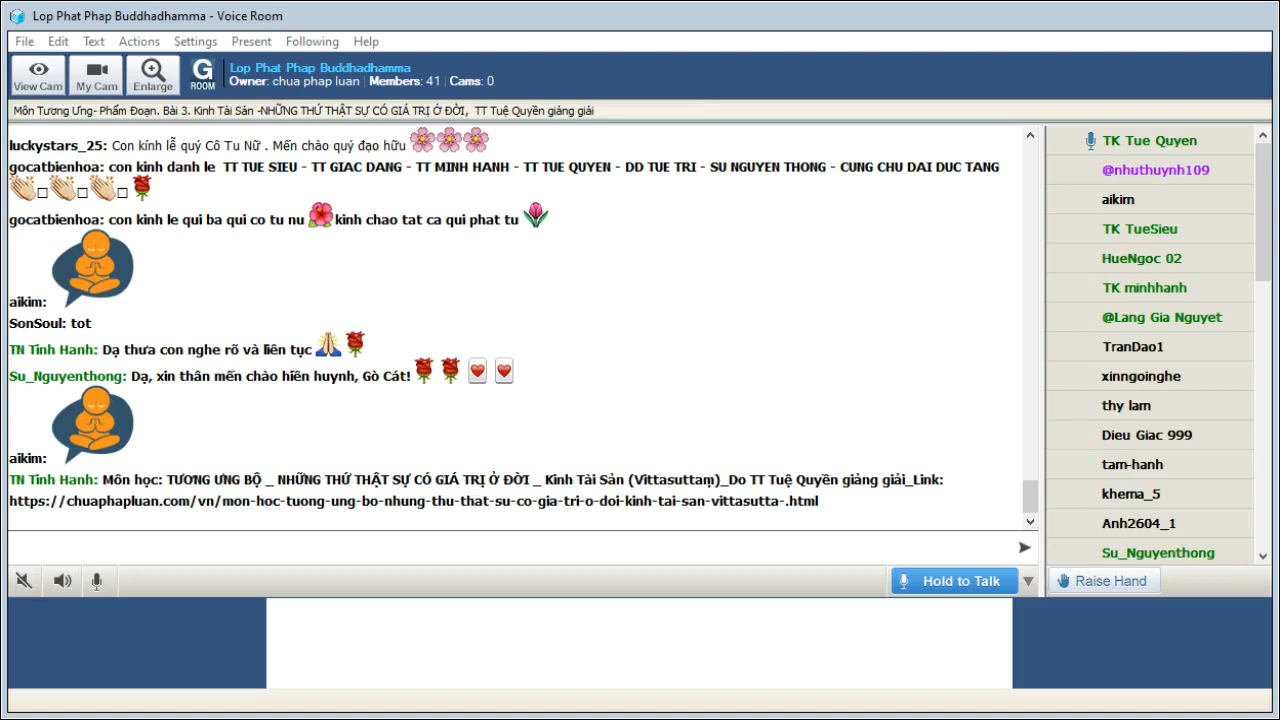 Lop Phat Phap Buddhadhamma - Voice Room
File Edit Text Actions Settings Present Following Help
View Cam
My Cam
Enlarge
G
ROOM
Lop Phat Phap Buddhadhamma
Owner: chua phap luan | Members: 41 | Cams: 0
Môn Tương Ưng- Phẩm Đoạn. Bài 3. Kinh Tài Sản -NHỮNG THỨ THẬT SỰ CÓ GIÁ TRỊ Ở ĐỜI, TT Tuệ Quyền giảng giải
luckystars_25: Con kính lễ quý Cô Tu Nữ . Mến chào quý đạo hữu
gocatbienhoa: con kinh danh le TT TUE SIEU - TT GIAC DANG - TT MINH HANH - TT TUE QUYEN - DD TUE TRI - SU NGUYEN THONG - CUNG CHU DAI DUC TANG
gocatbienhoa: con kinh le qui ba qui co tu nu kinh chao tat ca qui phat tu
aikim:
SonSoul: tot
TN Tinh Hanh: Dạ thưa con nghe rõ và liên tục
Su_Nguyenthong: Dạ, xin thân mến chào hiền huynh, Gò Cát!
aikim:
TN Tinh Hanh: Môn học: TƯƠNG ƯNG BỘ _ NHỮNG THỨ THẬT SỰ CÓ GIÁ TRỊ Ở ĐỜI _ Kinh Tài Sản (Vittasuttaṃ)_Do TT Tuệ Quyền giảng giải_Link:
https://chuaphapluan.com/vn/mon-hoc-tuong-ung-bo-nhung-thu-that-su-co-gia-tri-o-doi-kinh-tai-san-vittasutta-.html
Hold to Talk
TK Tue Quyen
@nhuthuynh109
aikim
TK TueSieu
HueNgoc 02
TK minhhanh
@Lang Gia Nguyet
TranDao1
xinngoinghe
thy lam
Dieu Giac 999
tam-hanh
khema_5
Anh2604_1
Su_Nguyenthong
Raise Hand